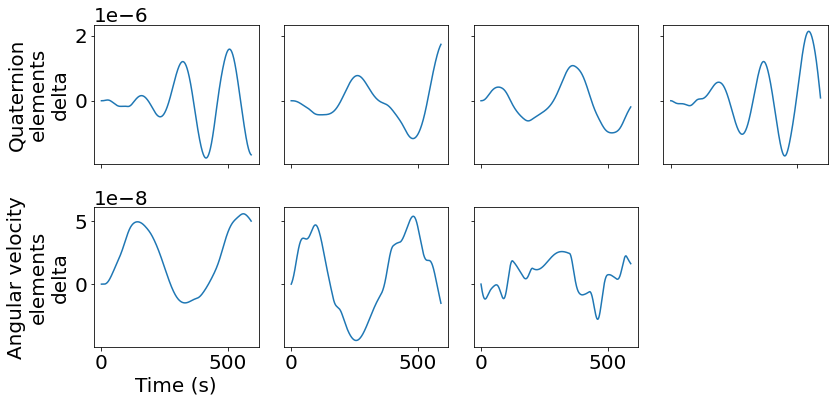 1e−6
2
0
Quaternion
elements
delta
1e−8
5
0
Angular velocity
elements
delta
0 500
0 500
0 500
Time (s)